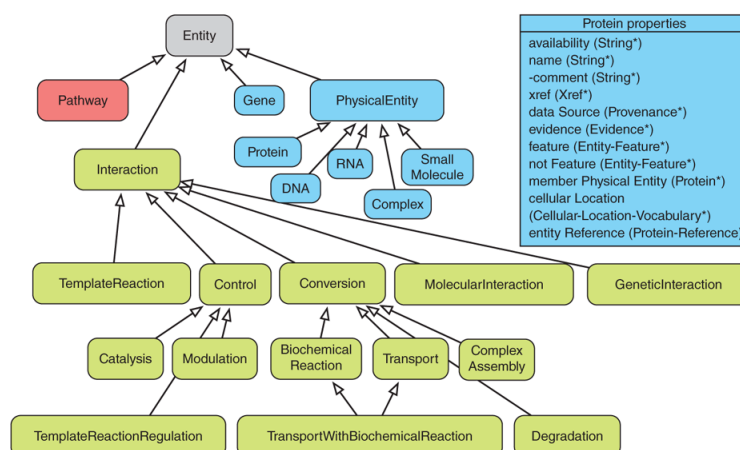 Entity
Pathway
Gene
PhysicalEntity
Protein
DNA
RNA
Small
Molecule
Complex
Interaction
TemplateReaction
Control
Conversion
MolecularInteraction
GeneticInteraction
Catalysis
Modulation
Biochemical
Reaction
Transport
Complex
Assembly
TemplateReactionRegulation
TransportWithBiochemicalReaction
Degradation
Protein properties
availability (String*)
name (String*)
-comment (String*)
xref (Xref*)
data Source (Provenance*)
evidence (Evidence*)
feature (Entity-Feature*)
not Feature (Entity-Feature*)
member Physical Entity (Protein*)
cellular Location
(Cellular-Location-Vocabulary*)
entity Reference (Protein-Reference)